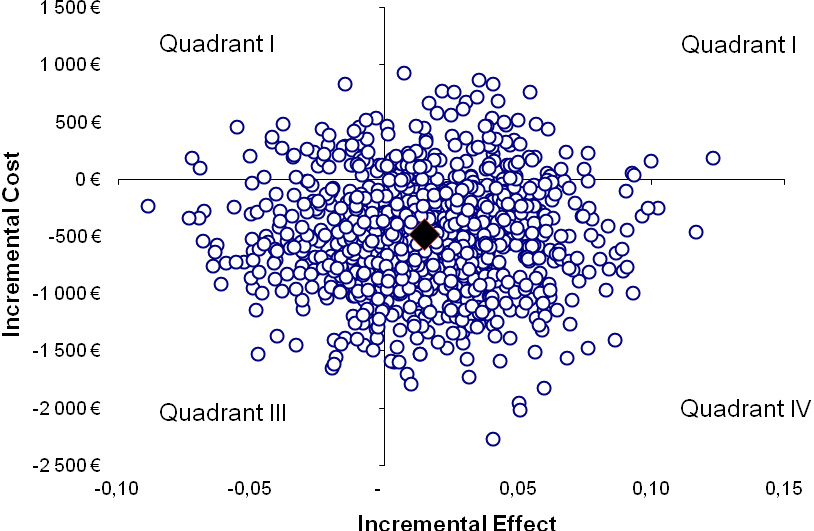 1 500 €
Quadrant I
Quadrant I
1 000 €
500 €
0 €
-500 €
-1 000 €
-1 500 €
-2 000 €
Quadrant III
Quadrant IV
-2 500 €
Incremental Cost
-0,10
-0,05
-
0,05
0,10
0,15
Incremental Effect